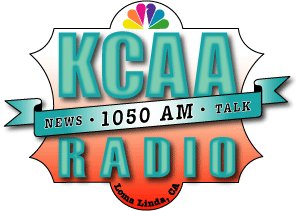 KCAA
NEWS · 1050 AM · TALK
RADIO
Loma Linda, CA